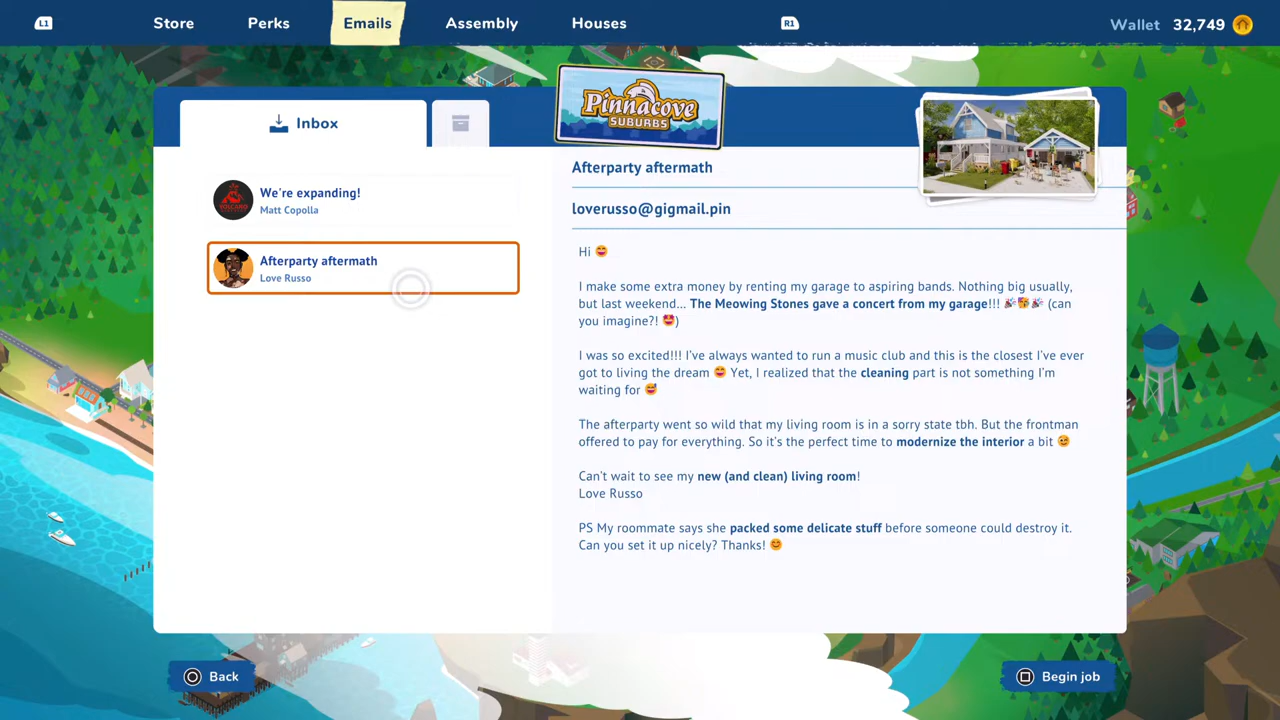 L1
Store
Perks
Emails
Assembly
Houses
R1
Wallet 32,749
Inbox
Pinnacove
SUBURBS
We're expanding!
Matt Copolla
Afterparty aftermath
Love Russo
Afterparty aftermath
loverusso@gigmail.pin
Hi 😄
I make some extra money by renting my garage to aspiring bands. Nothing big usually,
but last weekend... The Meowing Stones gave a concert from my garage!!! 🎉🥳🎉 (can
you imagine?! 🤩)
I was so excited!!! I've always wanted to run a music club and this is the closest I've ever
got to living the dream 😄 Yet, I realized that the cleaning part is not something I'm
waiting for 😅
The afterparty went so wild that my living room is in a sorry state tbh. But the frontman
offered to pay for everything. So it's the perfect time to modernize the interior a bit 😉
Can't wait to see my new (and clean) living room!
Love Russo
PS My roommate says she packed some delicate stuff before someone could destroy it.
Can you set it up nicely? Thanks! 😊
Back
Begin job